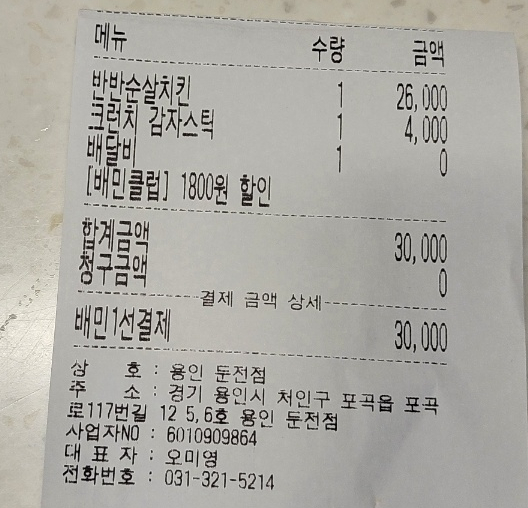 메뉴 수량 금액
반반순살치킨 1 26,000
크런치 감자스틱 1 4,000
배달비 1 0
[배민클럽] 1800원 할인
합계금액 30,000
청구금액 0
결제 금액 상세
배민1선결제 30,000
상 호 : 용인 둔전점
주 소 : 경기 용인시 처인구 포곡읍 포곡
로117번길 12 5,6호 용인 둔전점
사업자NO : 6010909864
대 표 자 : 오미영
전화번호 : 031-321-5214